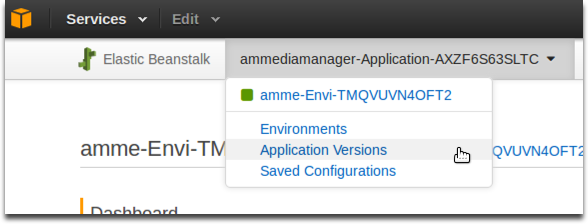 Services Edit
Elastic Beanstalk ammediamanager-Application-AXZF6S63SLTC
amme-Envi-TMQVUVN4OFT2
Environments
amme-Envi-TM Application Versions QVUVN4OFT2
Saved Configurations
Dashboard